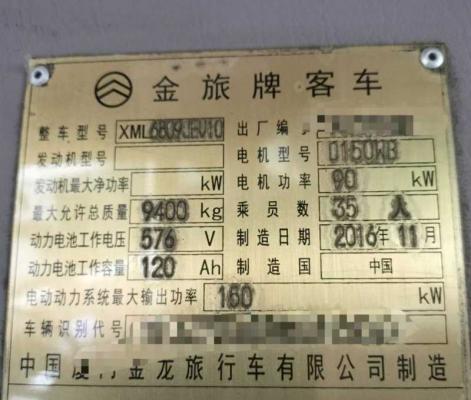 金旅牌客车
整车型号 XML6809JEV10 出厂编
发动机型号 电机型号 D150WB
发动机最大净功率 kW 电机功率 90 kW
最大允许总质量 9400 kg 乘员数 35 人
动力电池工作电压 576 V 制造日期 2016年11月
动力电池工作容量 120 Ah 制造国 中国
电动动力系统最大输出功率 150 kW
车辆识别代号
中国 金龙旅行车有限公司制造